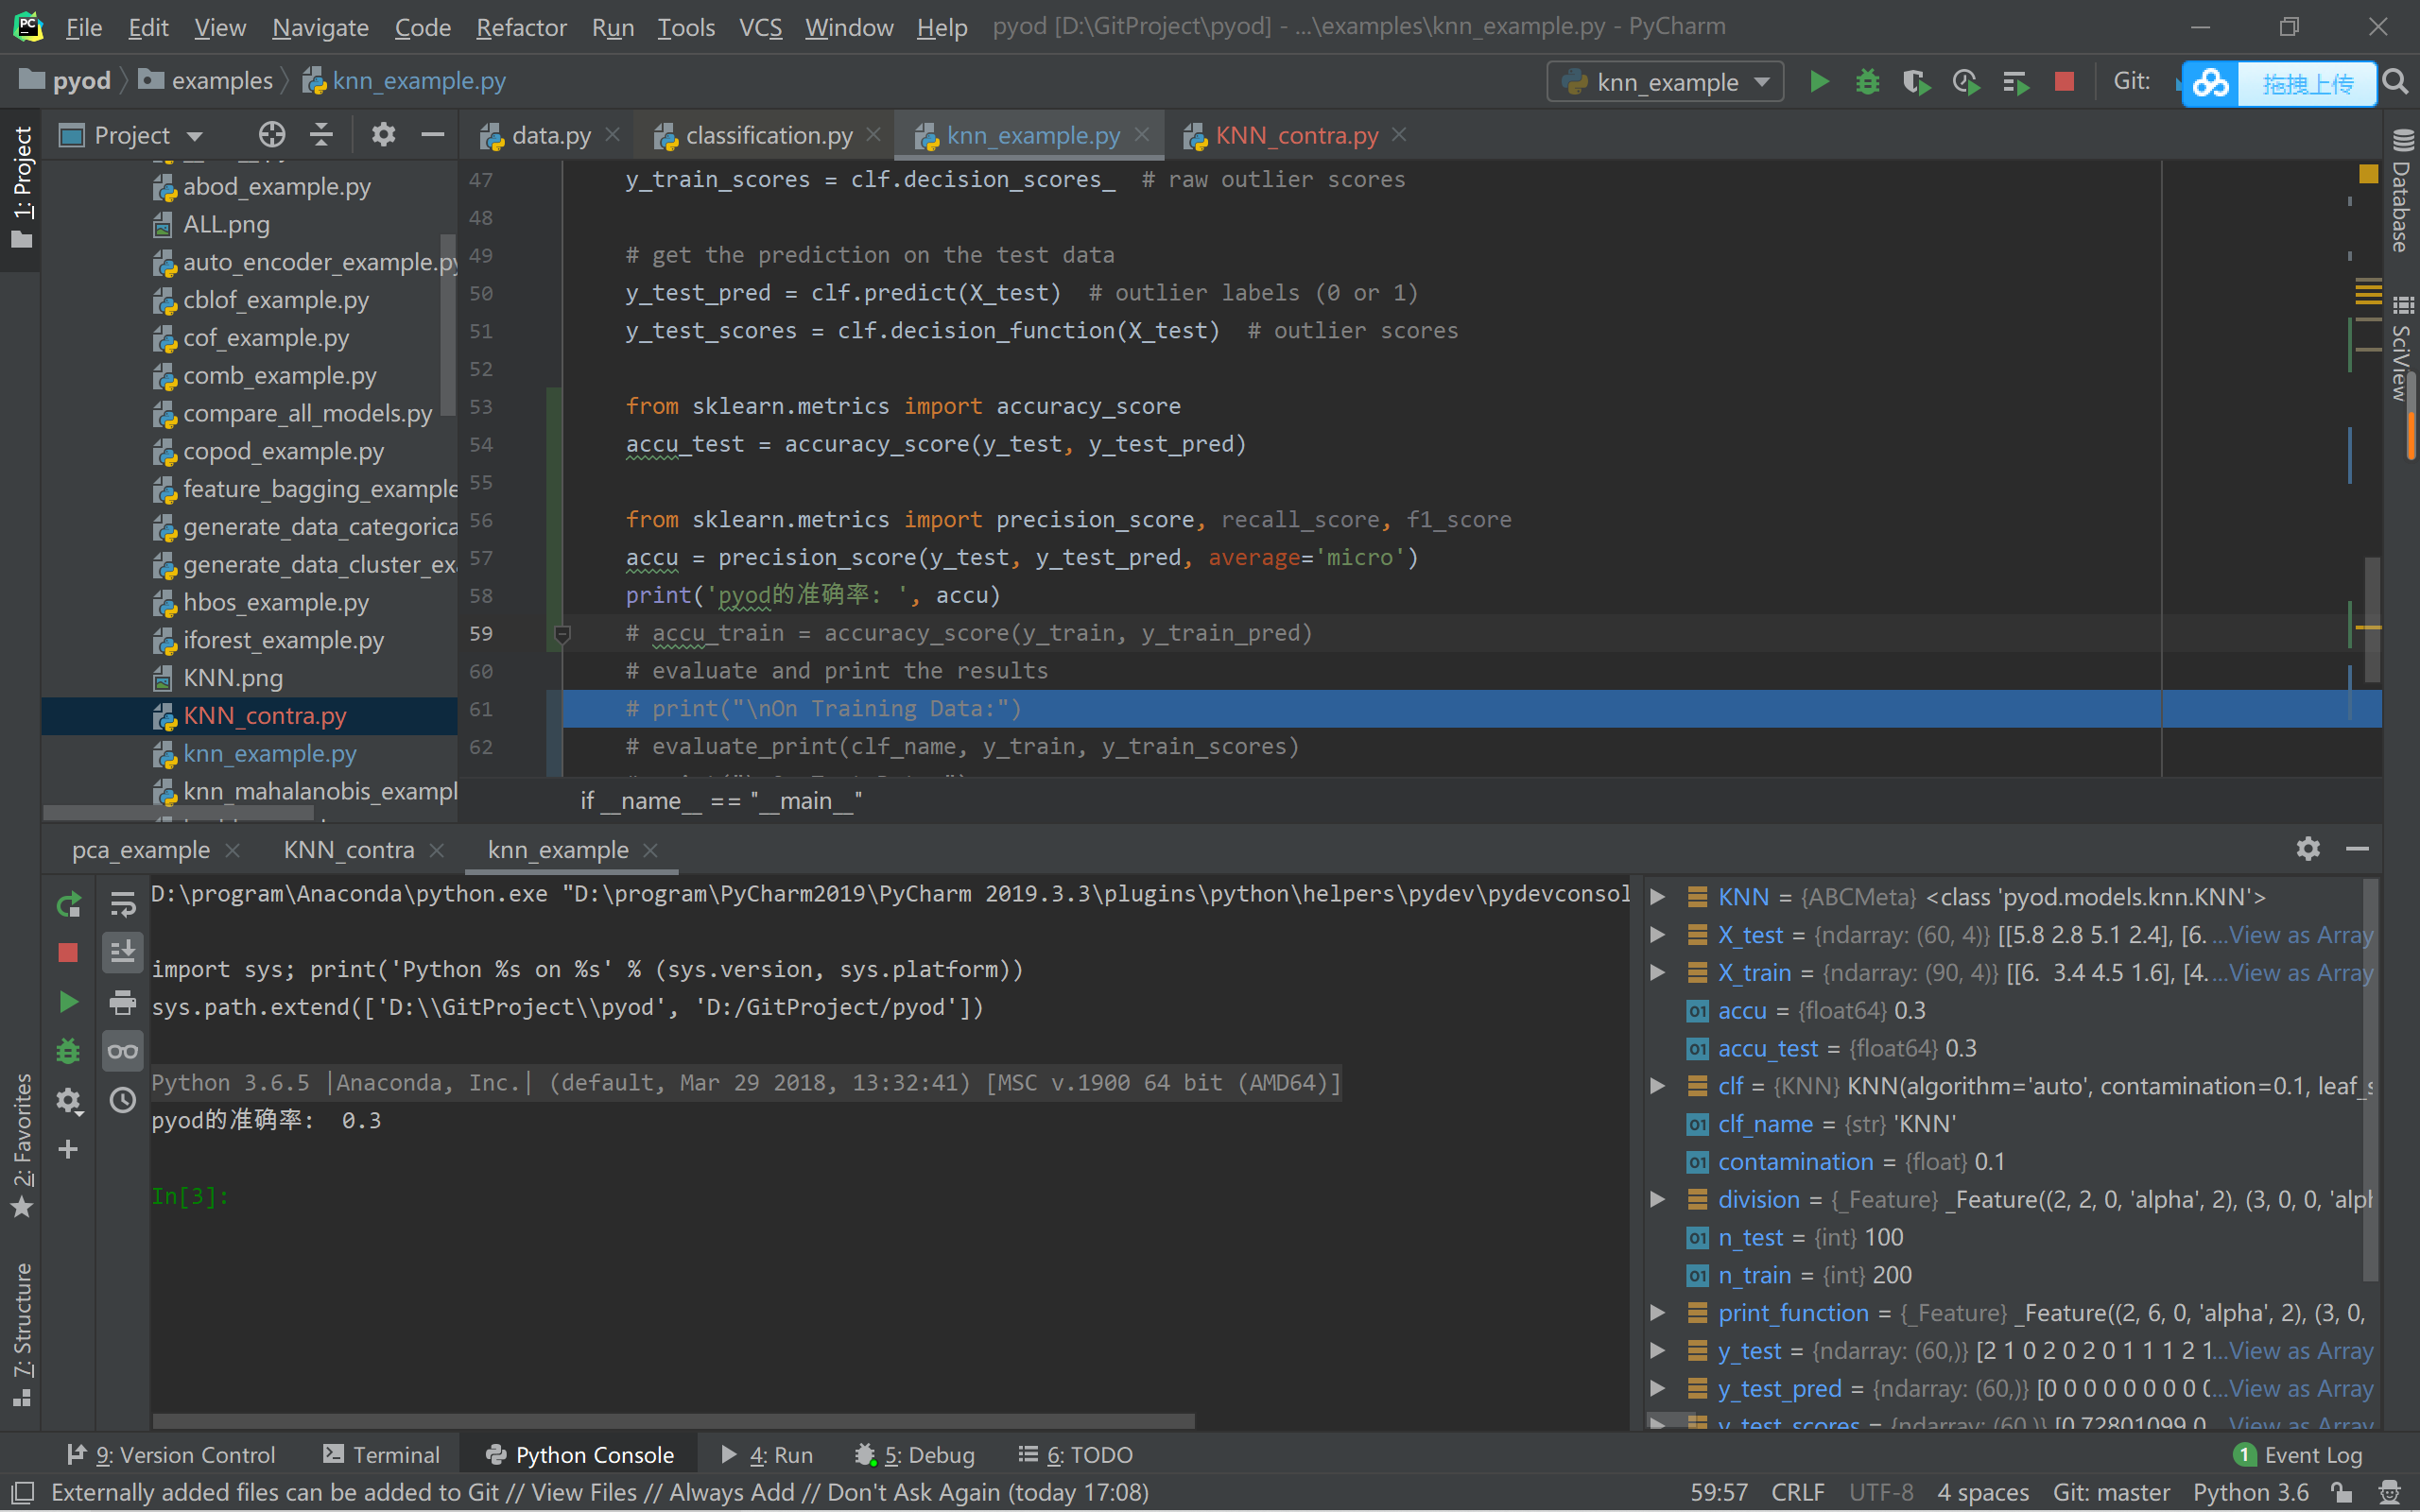 File Edit View Navigate Code Refactor Run Tools VCS Window Help pyod [D:\GitProject\pyod] - ...\examples\knn_example.py - PyCharm
pyod examples knn_example.py knn_example Git: 拖拽上传
1: Project
Project
data.py classification.py knn_example.py KNN_contra.py
abod_example.py
ALL.png
auto_encoder_example.py
cblof_example.py
cof_example.py
comb_example.py
compare_all_models.py
copod_example.py
feature_bagging_example
generate_data_categorica
generate_data_cluster_exa
hbos_example.py
iforest_example.py
KNN.png
KNN_contra.py
knn_example.py
knn_mahalanobis_exampl
47 y_train_scores = clf.decision_scores_  # raw outlier scores
48
49 # get the prediction on the test data
50 y_test_pred = clf.predict(X_test)  # outlier labels (0 or 1)
51 y_test_scores = clf.decision_function(X_test)  # outlier scores
52
53 from sklearn.metrics import accuracy_score
54 accu_test = accuracy_score(y_test, y_test_pred)
55
56 from sklearn.metrics import precision_score, recall_score, f1_score
57 accu = precision_score(y_test, y_test_pred, average='micro')
58 print('pyod的准确率: ', accu)
59 # accu_train = accuracy_score(y_train, y_train_pred)
60 # evaluate and print the results
61 # print("\nOn Training Data:")
62 # evaluate_print(clf_name, y_train, y_train_scores)
if __name__ == "__main__"
Database
SciView
pca_example KNN_contra knn_example
D:\program\Anaconda\python.exe "D:\program\PyCharm2019\PyCharm 2019.3.3\plugins\python\helpers\pydev\pydevconsol
import sys; print('Python %s on %s' % (sys.version, sys.platform))
sys.path.extend(['D:\\GitProject\\pyod', 'D:/GitProject/pyod'])
Python 3.6.5 |Anaconda, Inc.| (default, Mar 29 2018, 13:32:41) [MSC v.1900 64 bit (AMD64)]
pyod的准确率:  0.3
In[3]:
KNN = {ABCMeta} <class 'pyod.models.knn.KNN'>
X_test = {ndarray: (60, 4)} [[5.8 2.8 5.1 2.4], [6. ...View as Array
X_train = {ndarray: (90, 4)} [[6.  3.4 4.5 1.6], [4. ...View as Array
accu = {float64} 0.3
accu_test = {float64} 0.3
clf = {KNN} KNN(algorithm='auto', contamination=0.1, leaf_s
clf_name = {str} 'KNN'
contamination = {float} 0.1
division = {_Feature} _Feature((2, 2, 0, 'alpha', 2), (3, 0, 0, 'alph
n_test = {int} 100
n_train = {int} 200
print_function = {_Feature} _Feature((2, 6, 0, 'alpha', 2), (3, 0,
y_test = {ndarray: (60,)} [2 1 0 2 0 2 0 1 1 1 2 1...View as Array
y_test_pred = {ndarray: (60,)} [0 0 0 0 0 0 0 0 0...View as Array
y_test_scores = {ndarray: (60,)} [0.72801099 0...View as Array
2: Favorites
7: Structure
9: Version Control Terminal Python Console 4: Run 5: Debug 6: TODO 1 Event Log
Externally added files can be added to Git // View Files // Always Add // Don't Ask Again (today 17:08) 59:57 CRLF UTF-8 4 spaces Git: master Python 3.6